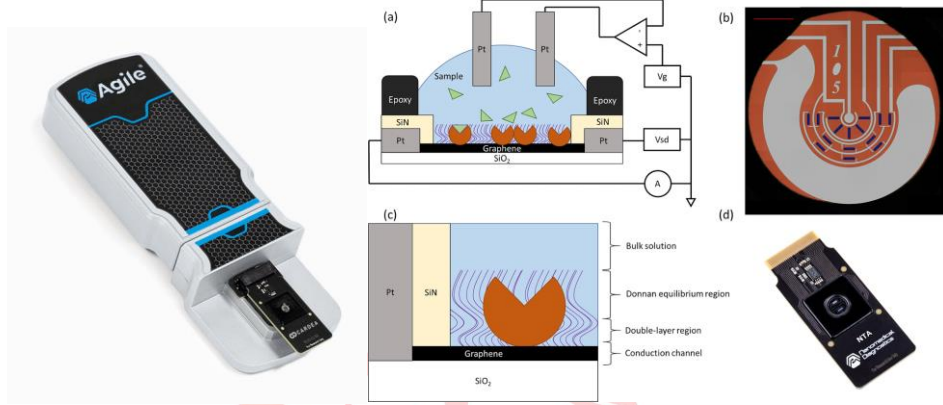 Agile®
CARDEA
(a)
Pt
Pt
-
+
Sample
Vg
Epoxy
Epoxy
SiN
SiN
Pt
Pt
Vsd
Graphene
SiO₂
A
(b)
1
5
(c)
Pt
SiN
Bulk solution
Donnan equilibrium region
Double-layer region
Conduction channel
Graphene
SiO₂
(d)
NTA
Nanomedical
Diagnostics